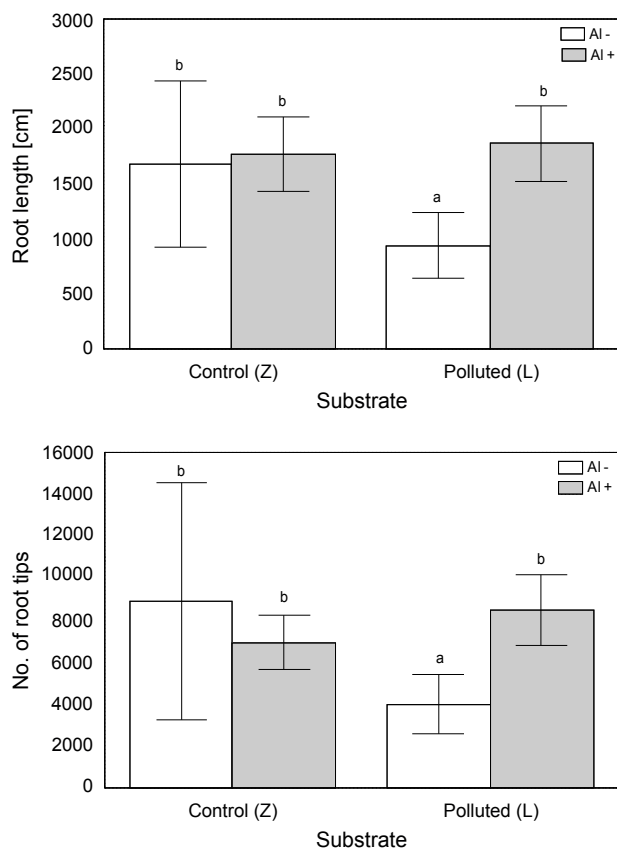 3000
2500
2000
1500
1000
500
0
Root length [cm]
Al -
Al +
b
b
a
b
Control (Z)
Polluted (L)
Substrate
16000
14000
12000
10000
8000
6000
4000
2000
0
No. of root tips
Al -
Al +
b
b
a
b
Control (Z)
Polluted (L)
Substrate